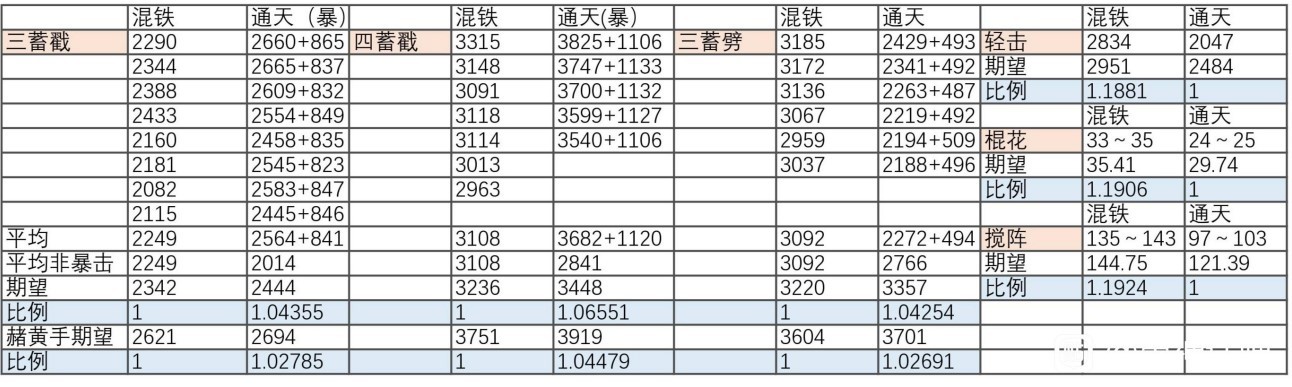 混铁 通天（暴） 混铁 通天(暴) 混铁 通天 混铁 通天
三蓄戳 2290 2660+865 四蓄戳 3315 3825+1106 三蓄劈 3185 2429+493 轻击 2834 2047
2344 2665+837 3148 3747+1133 3172 2341+492 期望 2951 2484
2388 2609+832 3091 3700+1132 3136 2263+487 比例 1.1881 1
2433 2554+849 3118 3599+1127 3067 2219+492 混铁 通天
2160 2458+835 3114 3540+1106 2959 2194+509 棍花 33～35 24～25
2181 2545+823 3013 3037 2188+496 期望 35.41 29.74
2082 2583+847 2963 比例 1.1906 1
2115 2445+846 混铁 通天
平均 2249 2564+841 3108 3682+1120 3092 2272+494 搅阵 135～143 97～103
平均非暴击 2249 2014 3108 2841 3092 2766 期望 144.75 121.39
期望 2342 2444 3236 3448 3220 3357 比例 1.1924 1
比例 1 1.04355 1 1.06551 1 1.04254
赭黄手期望 2621 2694 3751 3919 3604 3701
比例 1 1.02785 1 1.04479 1 1.02691